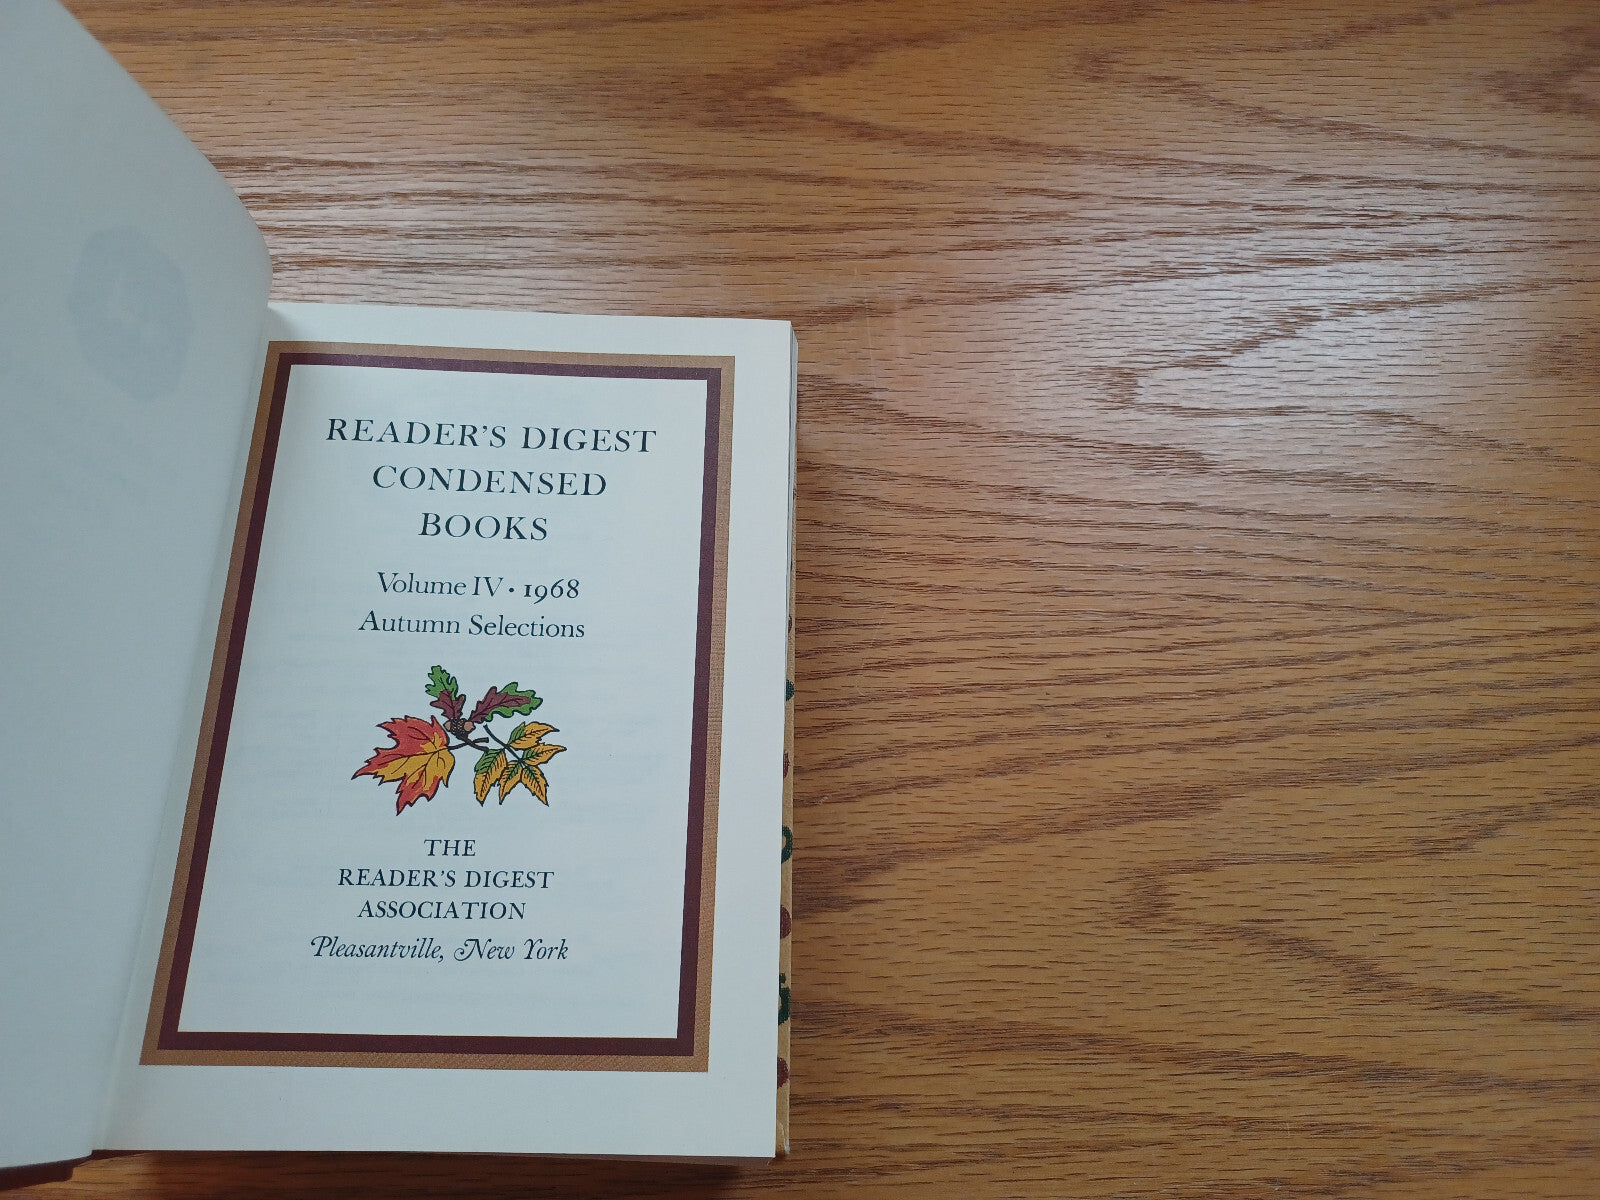 READER'S DIGEST
CONDENSED
BOOKS
Volume IV • 1968
Autumn Selections
THE
READER'S DIGEST
ASSOCIATION
Pleasantville, New York